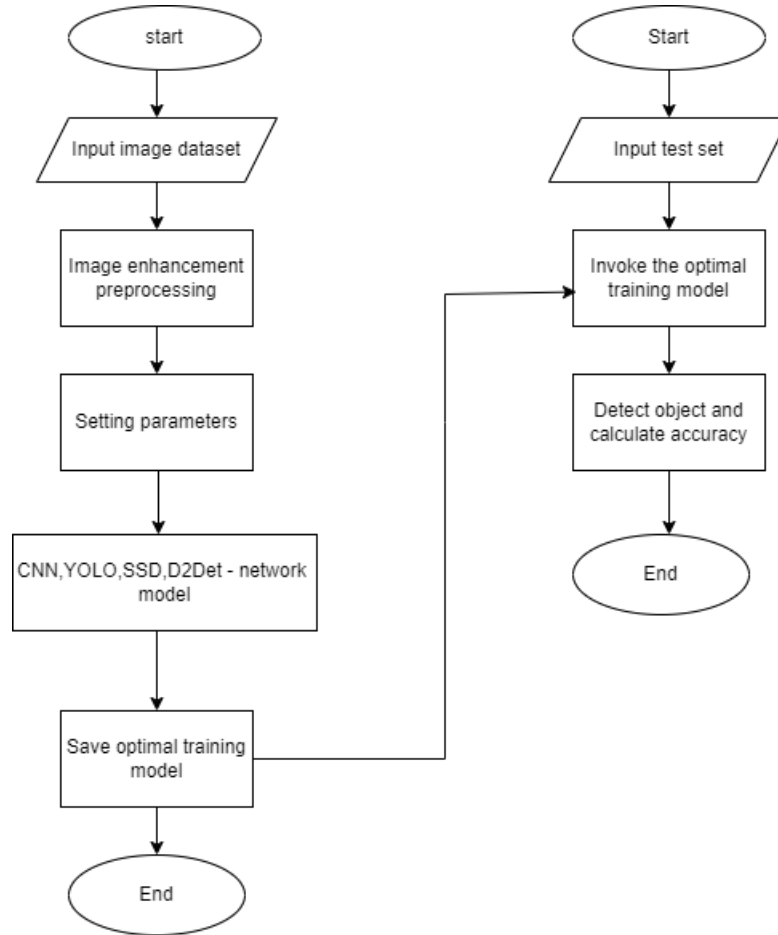 start
Input image dataset
Image enhancement
preprocessing
Setting parameters
CNN,YOLO,SSD,D2Det - network
model
Save optimal training
model
End
Start
Input test set
Invoke the optimal
training model
Detect object and
calculate accuracy
End